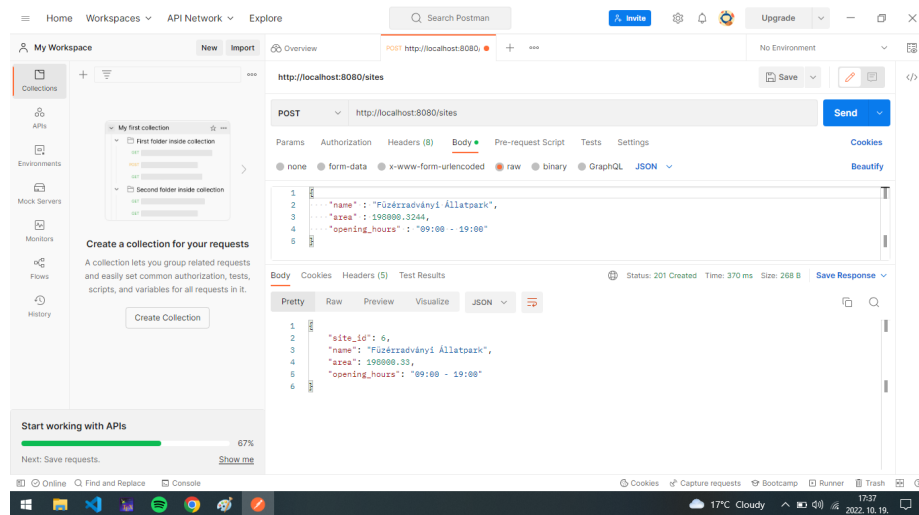 Home Workspaces API Network Explore
Search Postman
Invite
Upgrade
My Workspace New Import
Overview
POST http://localhost:8080/
No Environment
Collections
APIs
Environments
Mock Servers
Monitors
Flows
History
My first collection
First folder inside collection
GET
POST
GET
Second folder inside collection
GET
GET
Create a collection for your requests
A collection lets you group related requests
and easily set common authorization, tests,
scripts, and variables for all requests in it.
Create Collection
Start working with APIs
67%
Next: Save requests. Show me
http://localhost:8080/sites
Save
POST http://localhost:8080/sites
Send
Params Authorization Headers (8) Body Pre-request Script Tests Settings
Cookies
none form-data x-www-form-urlencoded raw binary GraphQL JSON
Beautify
1 {
2 "name" : "Füzérradványi Állatpark",
3 "area" : 198000.3244,
4 "opening_hours" : "09:00 - 19:00"
5 }
Body Cookies Headers (5) Test Results
Status: 201 Created Time: 370 ms Size: 268 B Save Response
Pretty Raw Preview Visualize JSON
1 {
2 "site_id": 6,
3 "name": "Füzérradványi Állatpark",
4 "area": 198000.33,
5 "opening_hours": "09:00 - 19:00"
6 }
Online Find and Replace Console
Cookies Capture requests Bootcamp Runner Trash
17°C Cloudy
17:37
2022. 10. 19.